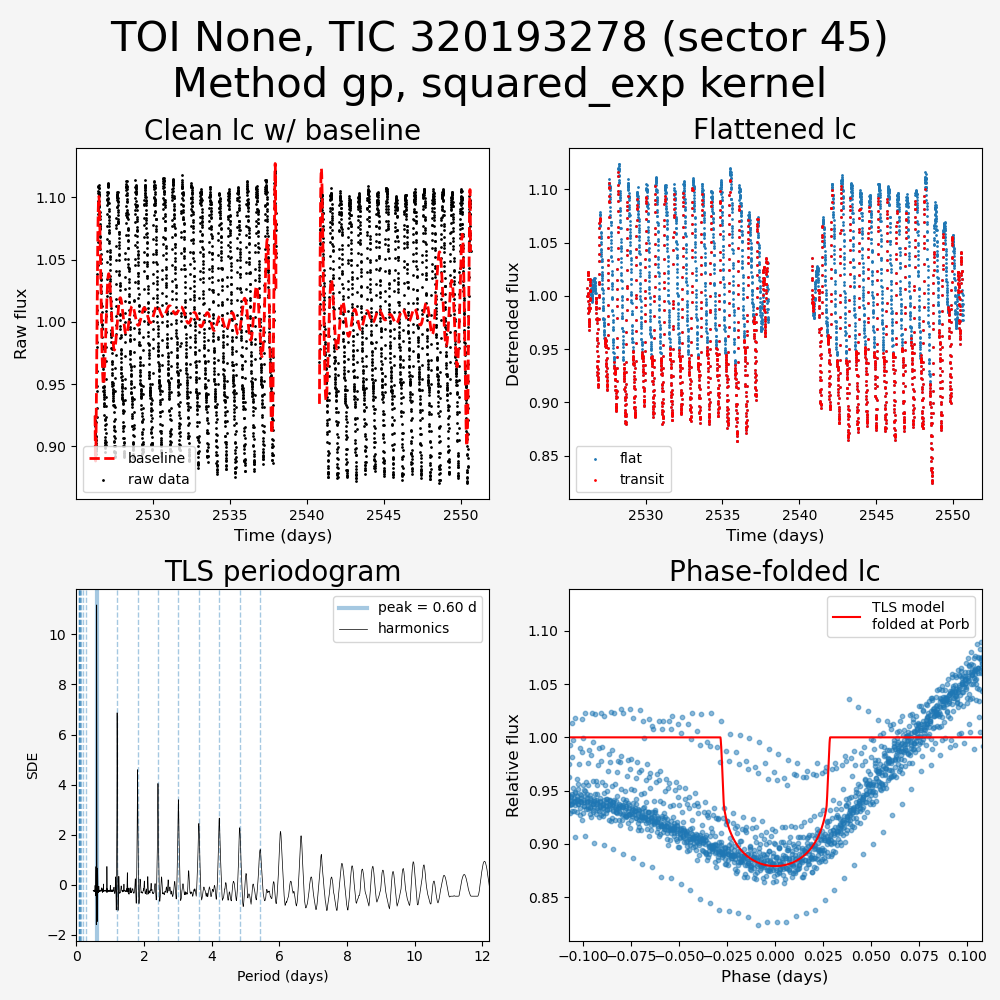 TOI None, TIC 320193278 (sector 45)
Method gp, squared_exp kernel
Clean lc w/ baseline
Raw flux
1.10
1.05
1.00
0.95
0.90
baseline
raw data
2530 2535 2540 2545 2550
Time (days)
Flattened lc
Detrended flux
1.10
1.05
1.00
0.95
0.90
0.85
flat
transit
2530 2535 2540 2545 2550
Time (days)
TLS periodogram
SDE
10
8
6
4
2
0
−2
peak = 0.60 d
harmonics
0 2 4 6 8 10 12
Period (days)
Phase-folded lc
Relative flux
1.10
1.05
1.00
0.95
0.90
0.85
TLS model
folded at Porb
−0.100 −0.075 −0.050 −0.025 0.000 0.025 0.050 0.075 0.100
Phase (days)